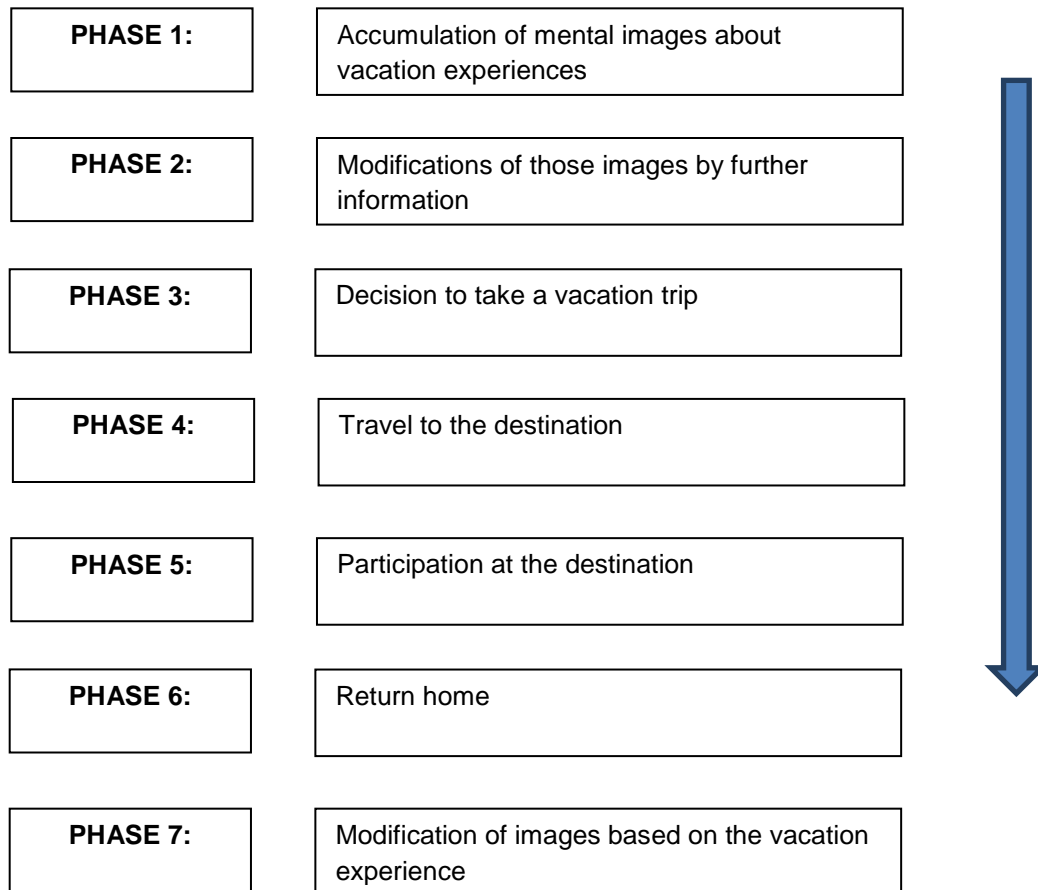 PHASE 1:
Accumulation of mental images about
vacation experiences
PHASE 2:
Modifications of those images by further
information
PHASE 3:
Decision to take a vacation trip
PHASE 4:
Travel to the destination
PHASE 5:
Participation at the destination
PHASE 6:
Return home
PHASE 7:
Modification of images based on the vacation
experience